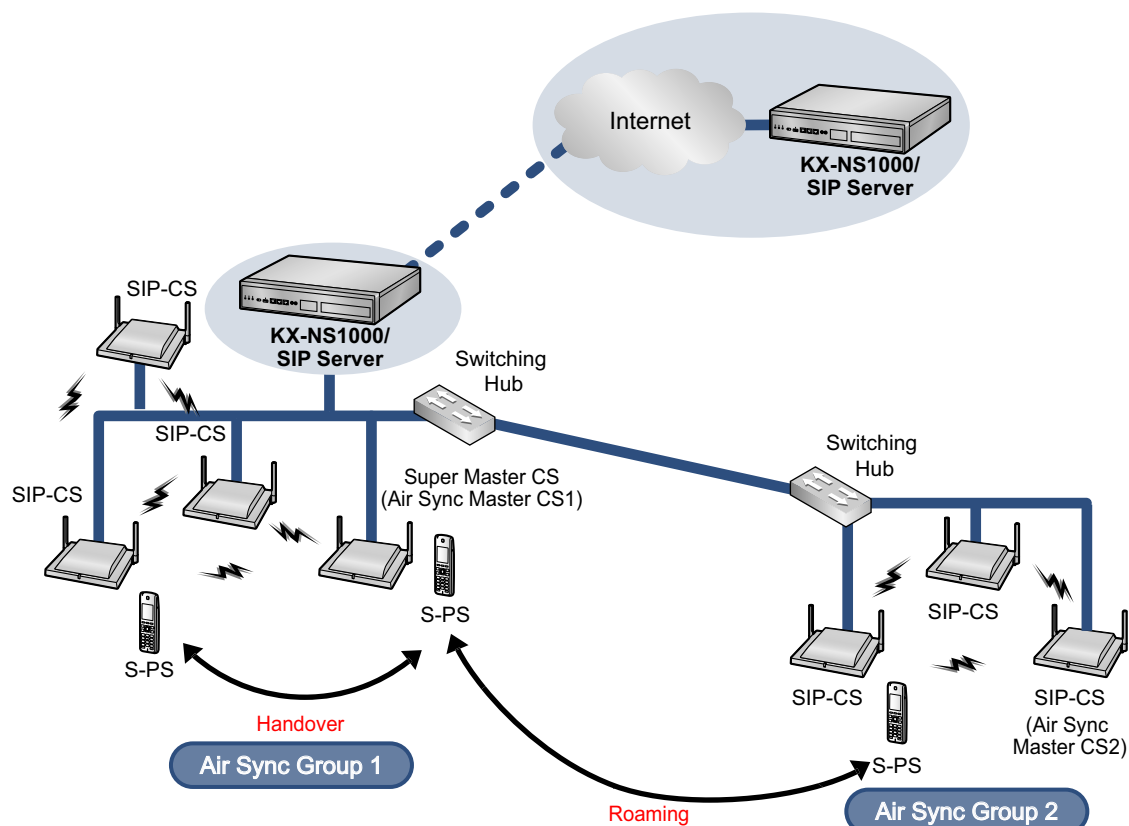 Internet
KX-NS1000/
SIP Server
SIP-CS
KX-NS1000/
SIP Server
Switching
Hub
SIP-CS
Switching
Hub
SIP-CS
Super Master CS
(Air Sync Master CS1)
S-PS
S-PS
SIP-CS
SIP-CS
SIP-CS
(Air Sync
Master CS2)
S-PS
Handover
Air Sync Group 1
Roaming
Air Sync Group 2